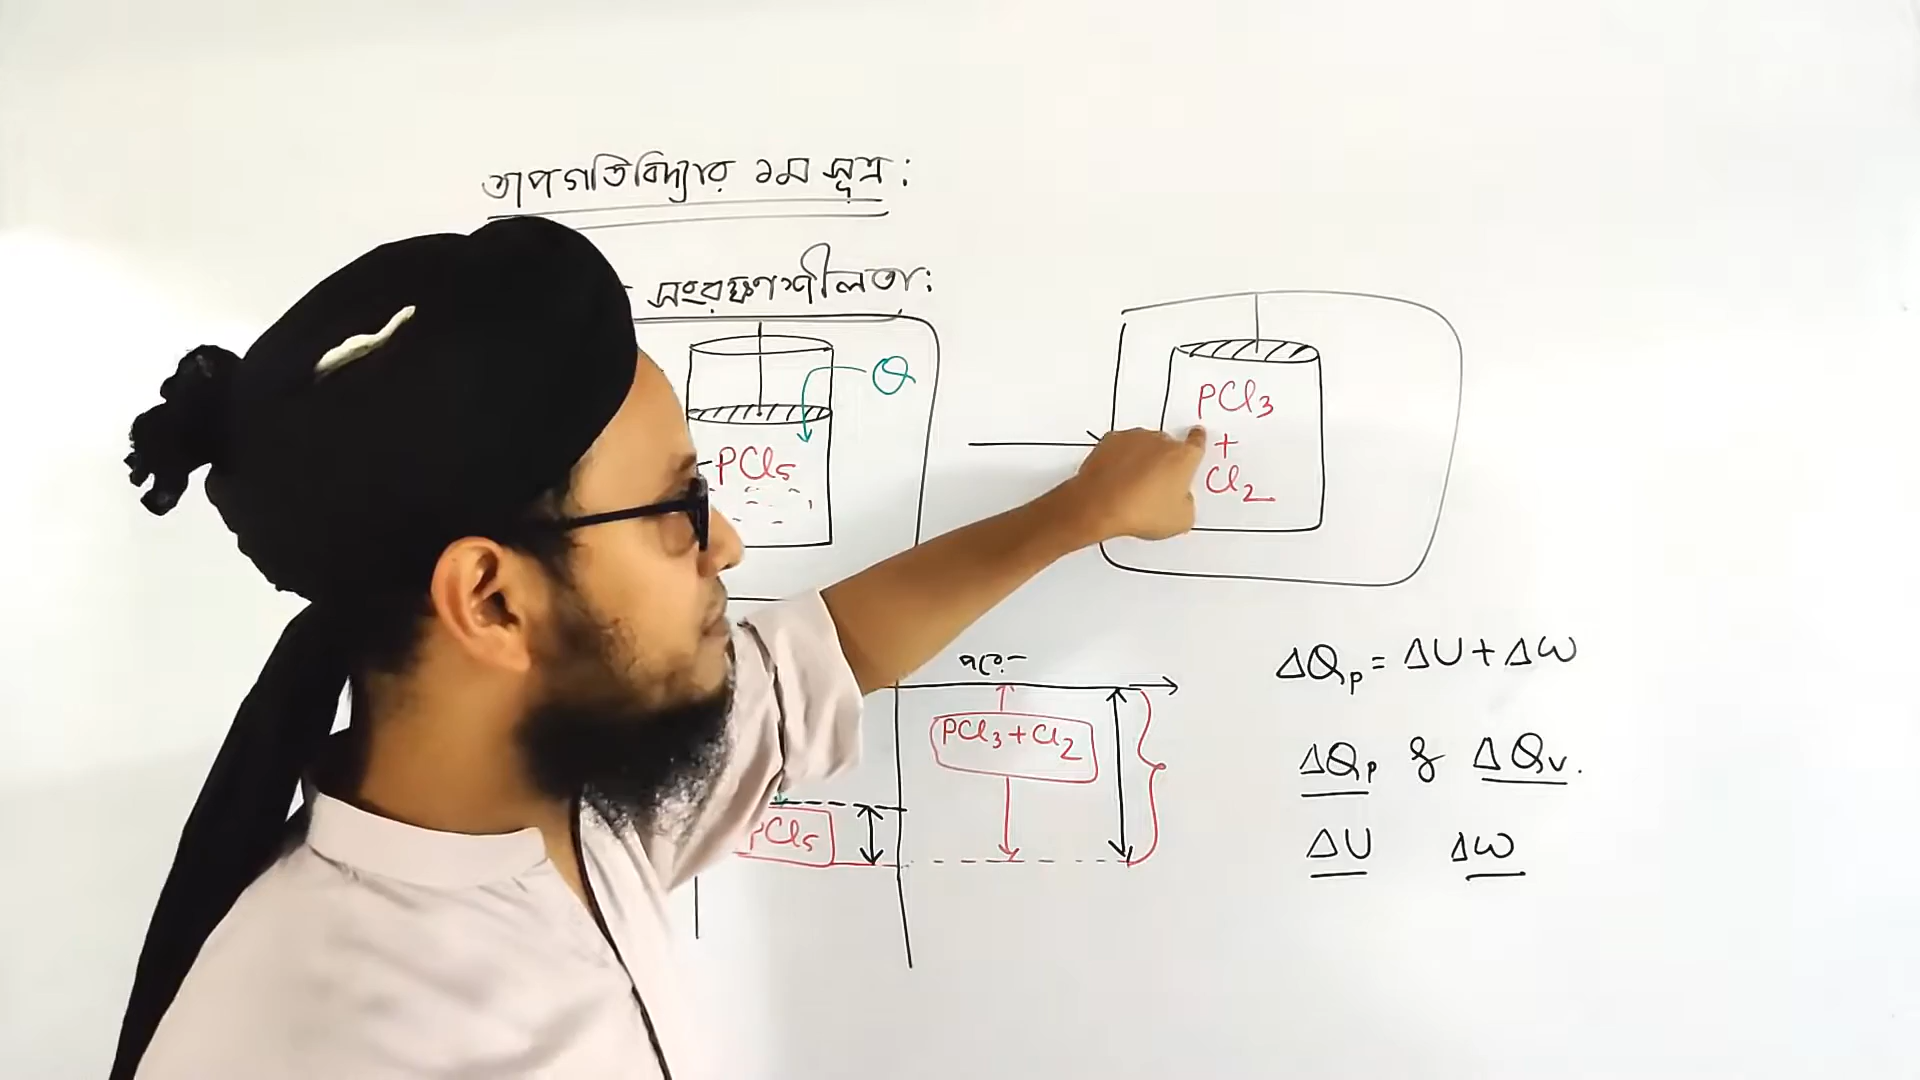 তাপগতিবিদ্যার ১ম সূত্র:
সংরক্ষণশীলতা:
Q
PCl5
PCl3
+
Cl2
পরে-
ΔQp = ΔU + ΔW
PCl3 + Cl2
ΔQp & ΔQv.
PCl5
ΔU ΔW